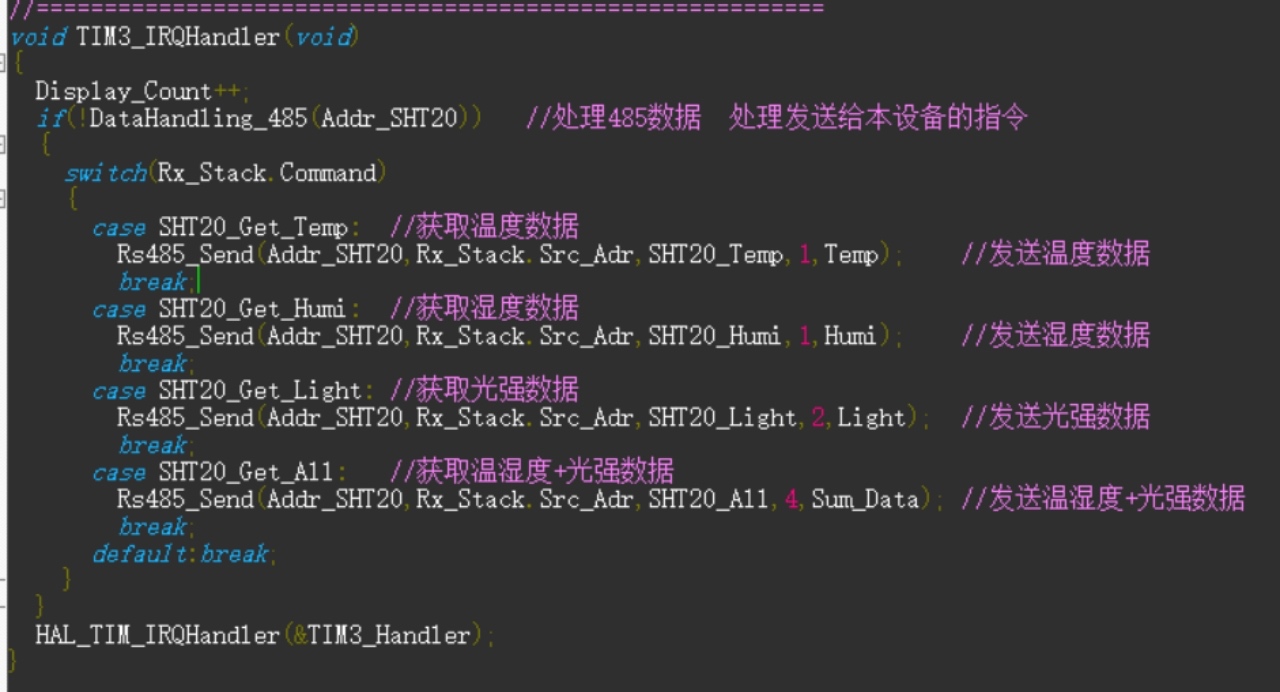 //==========================================================
void TIM3_IRQHandler(void)
{
Display_Count++;
if(!DataHandling_485(Addr_SHT20)) //处理485数据 处理发送给本设备的指令
{
switch(Rx_Stack.Command)
{
case SHT20_Get_Temp: //获取温度数据
Rs485_Send(Addr_SHT20,Rx_Stack.Src_Adr,SHT20_Temp,1,Temp); //发送温度数据
break;
case SHT20_Get_Humi: //获取湿度数据
Rs485_Send(Addr_SHT20,Rx_Stack.Src_Adr,SHT20_Humi,1,Humi); //发送湿度数据
break;
case SHT20_Get_Light: //获取光强数据
Rs485_Send(Addr_SHT20,Rx_Stack.Src_Adr,SHT20_Light,2,Light); //发送光强数据
break;
case SHT20_Get_All: //获取温湿度+光强数据
Rs485_Send(Addr_SHT20,Rx_Stack.Src_Adr,SHT20_All,4,Sum_Data); //发送温湿度+光强数据
break;
default:break;
}
}
HAL_TIM_IRQHandler(&TIM3_Handler);
}